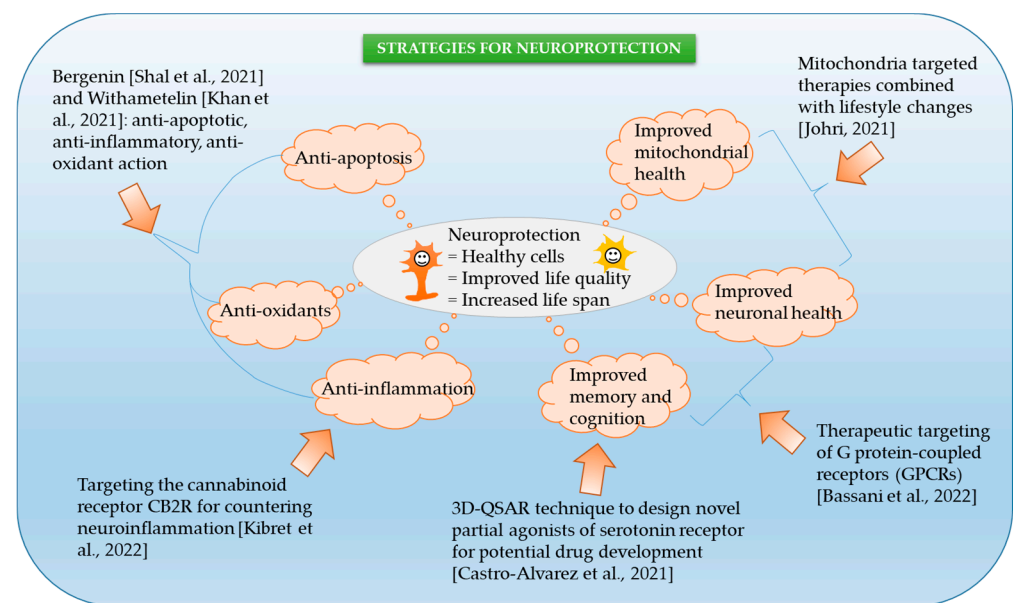 STRATEGIES FOR NEUROPROTECTION
Bergenin [Shal et al., 2021]
and Withametelin [Khan et
al., 2021]: anti-apoptotic,
anti-inflammatory, anti-
oxidant action
Mitochondria targeted
therapies combined
with lifestyle changes
[Johri, 2021]
Anti-apoptosis
Improved
mitochondrial
health
Neuroprotection
= Healthy cells
= Improved life quality
= Increased life span
Anti-oxidants
Improved
neuronal health
Anti-inflammation
Improved
memory and
cognition
Targeting the cannabinoid
receptor CB2R for countering
neuroinflammation [Kibret et
al., 2022]
3D-QSAR technique to design novel
partial agonists of serotonin receptor
for potential drug development
[Castro-Alvarez et al., 2021]
Therapeutic targeting
of G protein-coupled
receptors (GPCRs)
[Bassani et al., 2022]